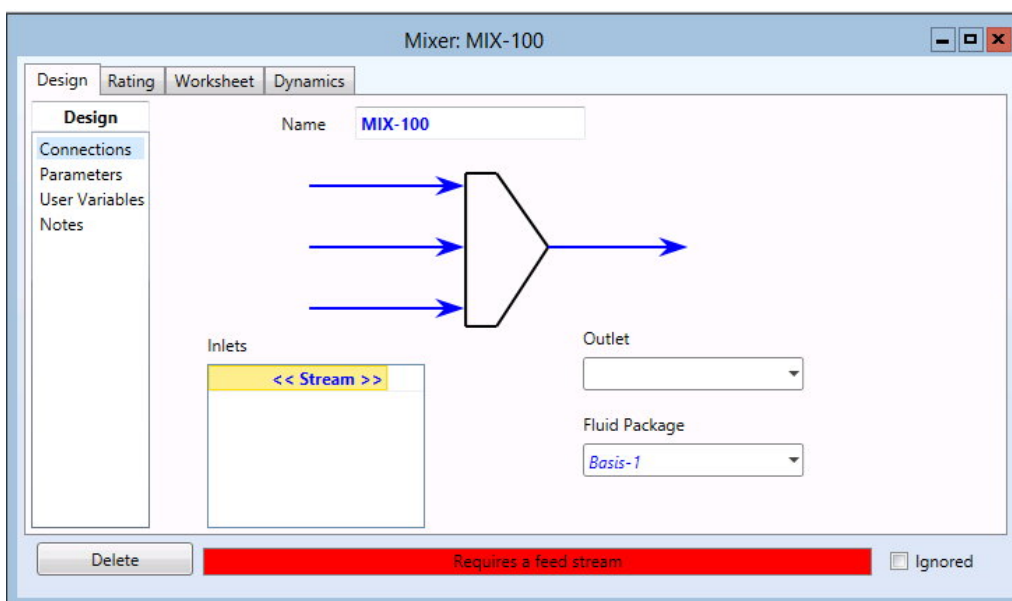 Mixer: MIX-100
Design Rating Worksheet Dynamics
Design
Connections
Parameters
User Variables
Notes
Name MIX-100
Inlets
<< Stream >>
Outlet
Fluid Package
Basis-1
Delete Requires a feed stream Ignored